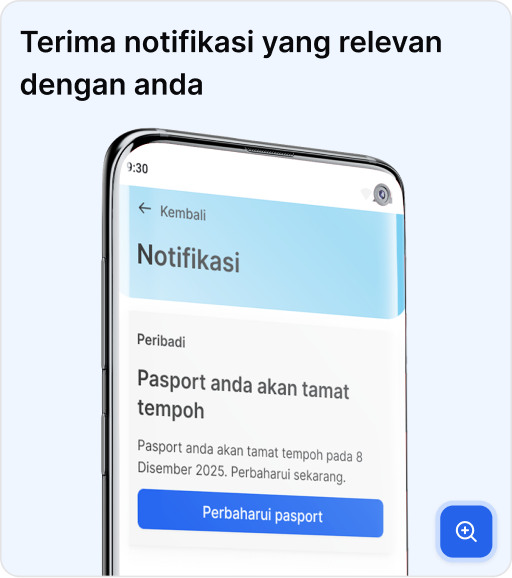 Terima notifikasi yang relevan
dengan anda
9:30
← Kembali
Notifikasi
Peribadi
Pasport anda akan tamat
tempoh
Pasport anda akan tamat tempoh pada 8
Disember 2025. Perbaharui sekarang.
Perbaharui pasport